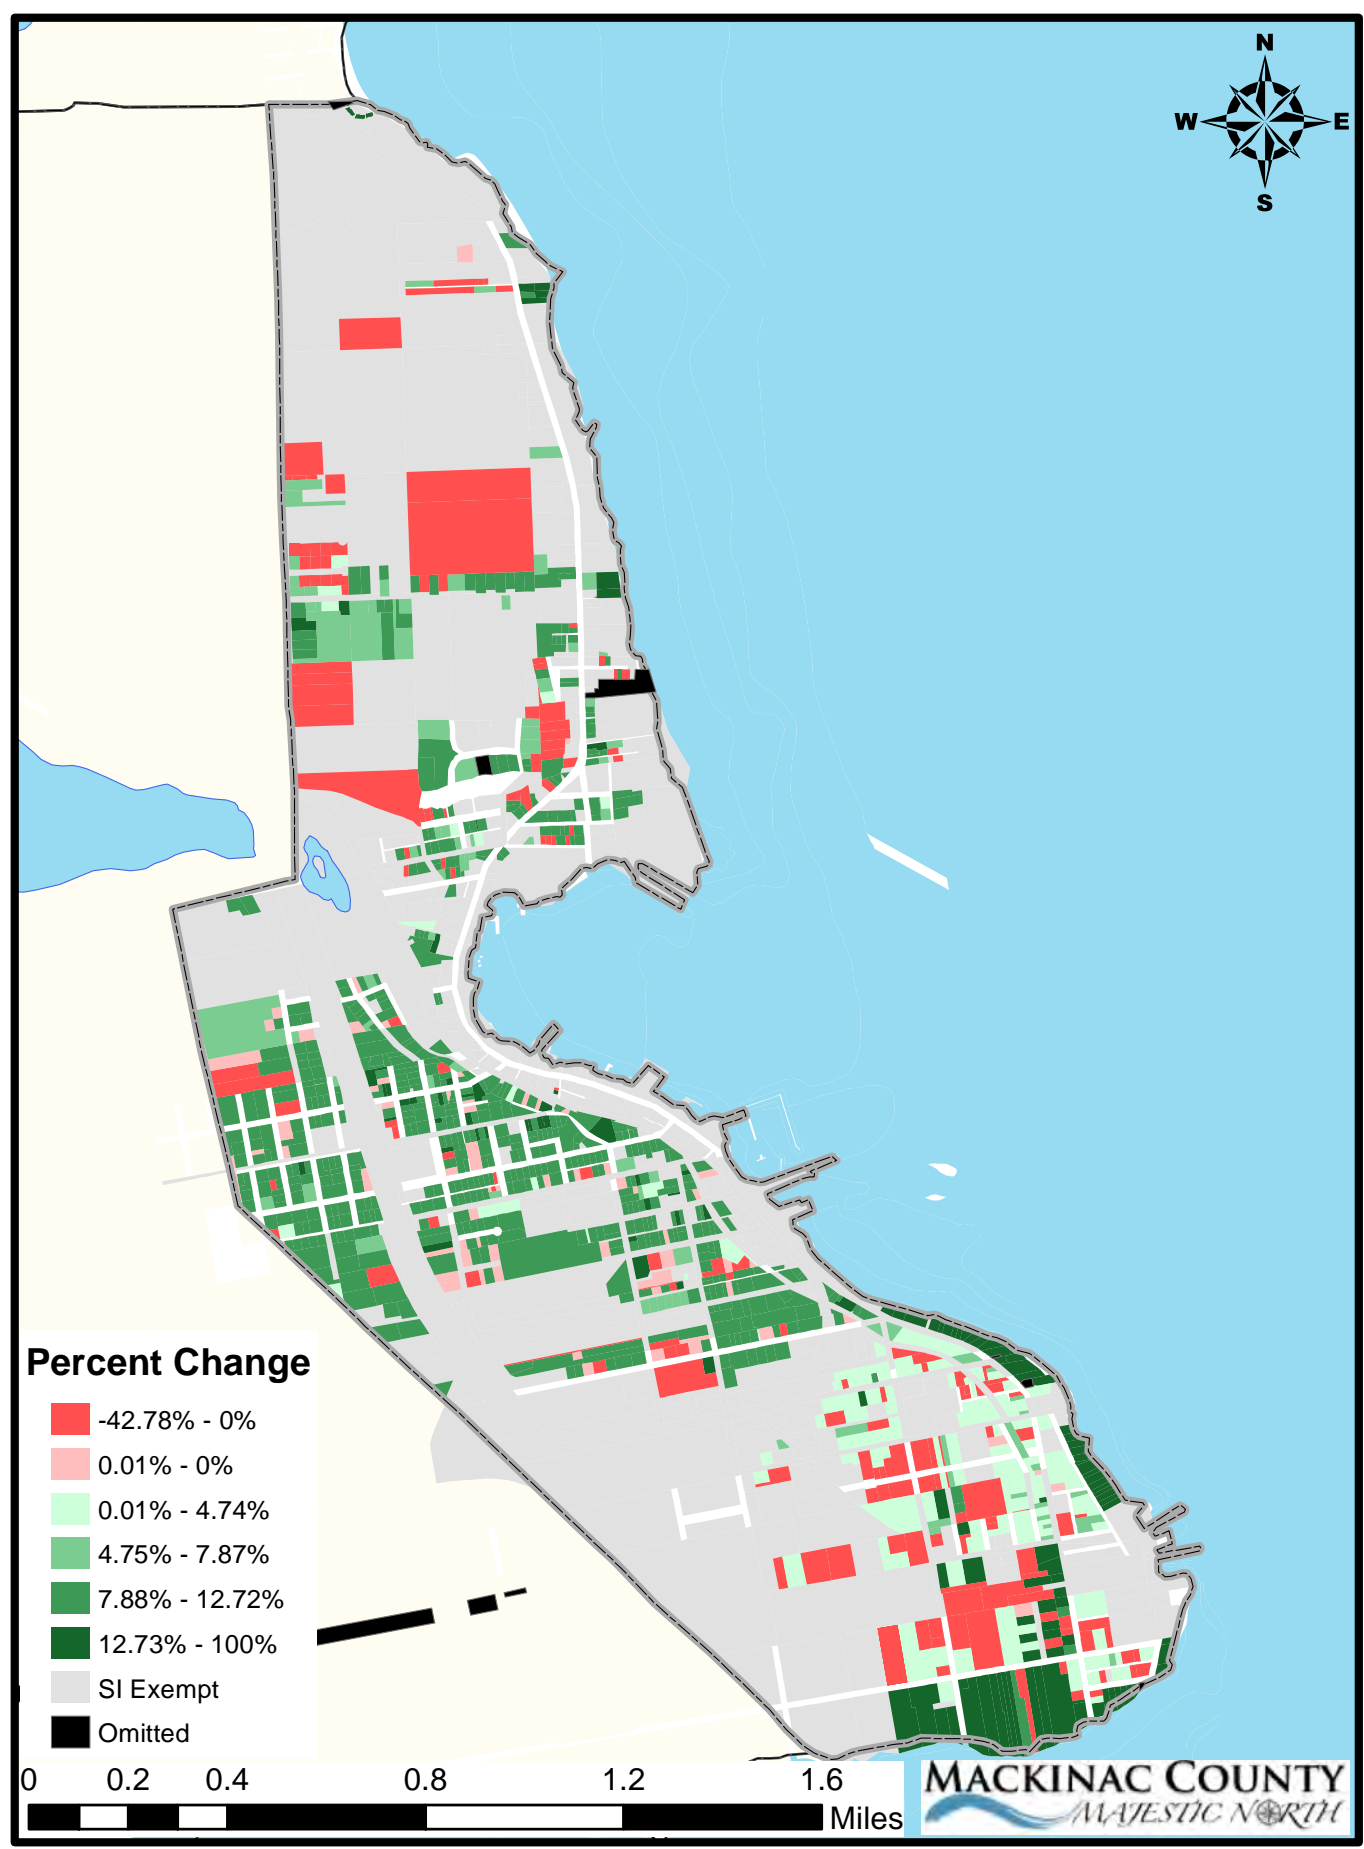 N
W
E
S
Percent Change
-42.78% - 0%
0.01% - 0%
0.01% - 4.74%
4.75% - 7.87%
7.88% - 12.72%
12.73% - 100%
SI Exempt
Omitted
0 0.2 0.4 0.8 1.2 1.6
Miles
MACKINAC COUNTY
MAJESTIC NORTH